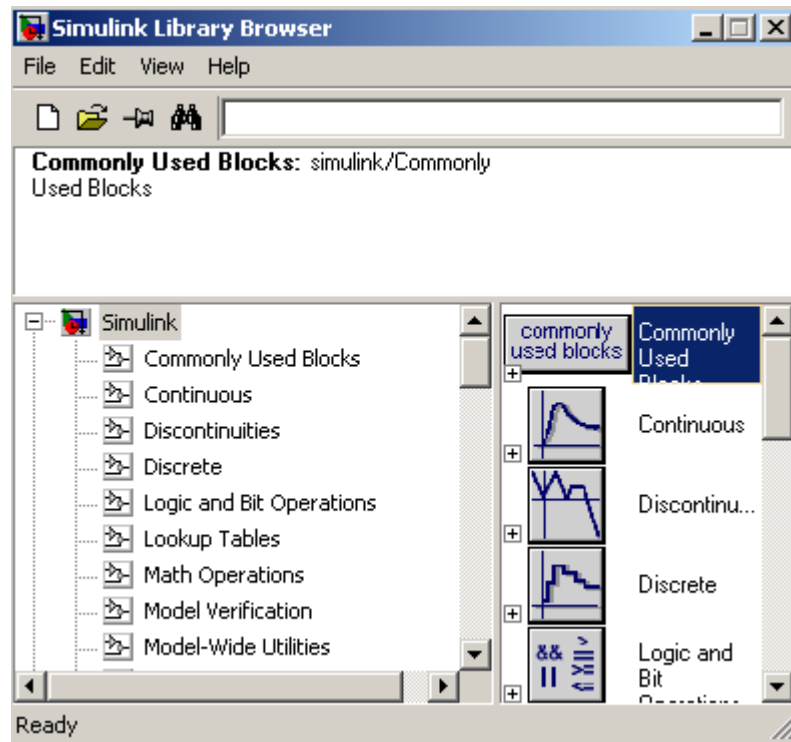 Simulink Library Browser
File Edit View Help
Commonly Used Blocks: simulink/Commonly
Used Blocks
Simulink
Commonly Used Blocks
Continuous
Discontinuities
Discrete
Logic and Bit Operations
Lookup Tables
Math Operations
Model Verification
Model-Wide Utilities
commonly
used blocks
Commonly
Used
Blocks
Continuous
Discontinu...
Discrete
&& > >=
|| >= <=
Logic and
Bit
Operations
Ready